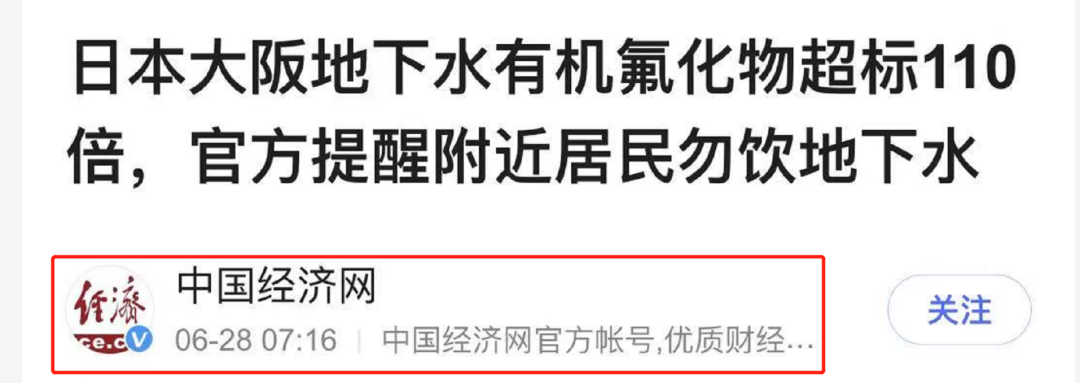 日本大阪地下水有机氟化物超标110
倍，官方提醒附近居民勿饮地下水
经濟
ce.c
V
中国经济网
06-28 07:16 | 中国经济网官方帐号,优质财经...
关注